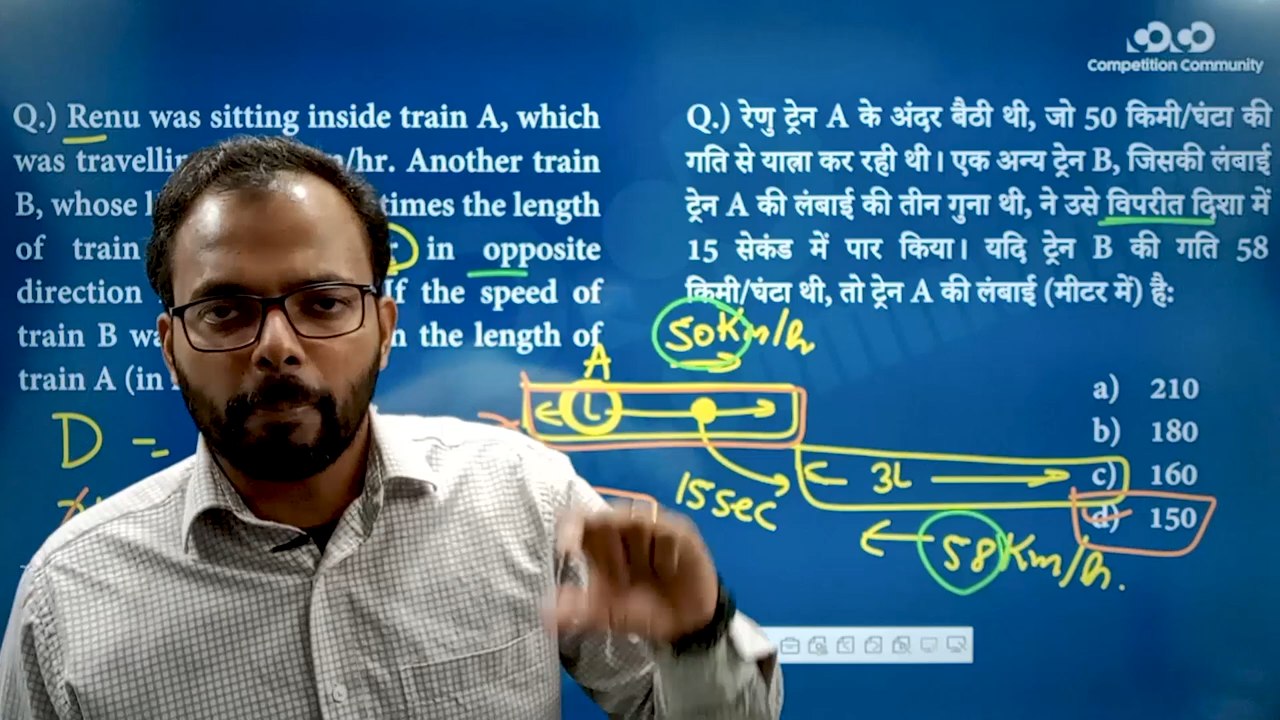 Competition Community
Q.) Renu was sitting inside train A, which
was /hr. Another train
B, whose times the length
of train in opposite
direction If the speed of
train B the length of
train A (in
Q.) रेणु ट्रेन A के अंदर बैठी थी, जो 50 किमी/घंटा की
गति से यात्रा कर रही थी। एक अन्य ट्रेन B, जिसकी लंबाई
ट्रेन A की लंबाई की तीन गुना थी, ने उसे विपरीत दिशा में
15 सेकंड में पार किया। यदि ट्रेन B की गति 58
किमी/घंटा थी, तो ट्रेन A की लंबाई (मीटर में) है:
50Km/h
A
L
a) 210
b) 180
c) 160
d) 150
D =
3L
15sec
58Km/h.